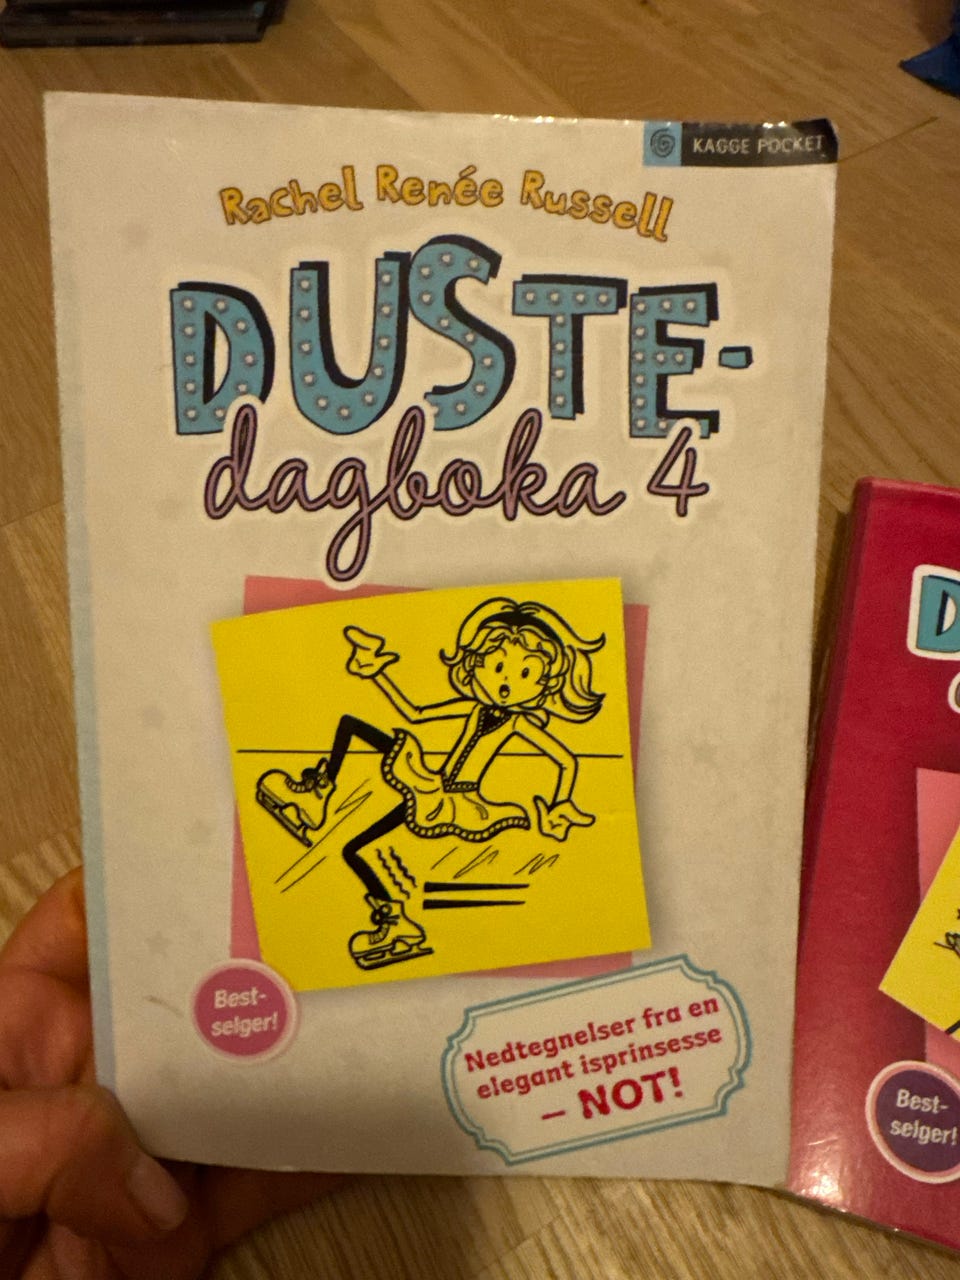 KAGGE POCKET
Rachel Renée Russell
DUSTE-
dagboka 4
Best-
selger!
Nedtegnelser fra en
elegant isprinsesse
– NOT!
D
Best-
selger!